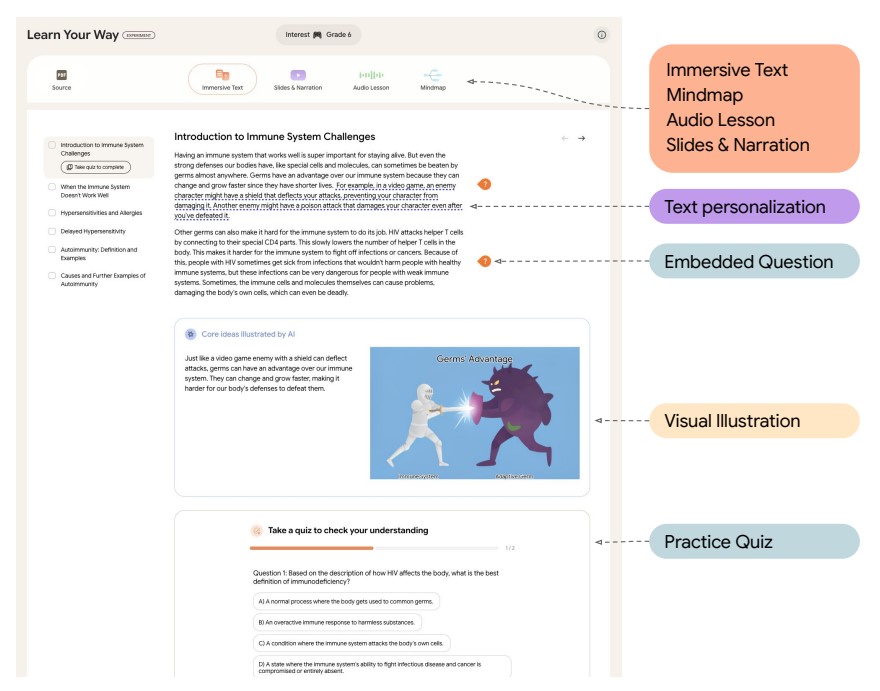 Learn Your Way EXPERIMENT
Interest Grade 6
PDF
Source
Immersive Text
Slides & Narration
Audio Lesson
Mindmap
Introduction to Immune System
Challenges
Take quiz to complete
When the Immune System
Doesn't Work Well
Hypersensitivities and Allergies
Delayed Hypersensitivity
Autoimmunity: Definition and
Examples
Causes and Further Examples of
Autoimmunity
Introduction to Immune System Challenges
Having an immune system that works well is super important for staying alive. But even the
strong defenses our bodies have, like special cells and molecules, can sometimes be beaten by
germs almost anywhere. Germs have an advantage over our immune system because they can
change and grow faster since they have shorter lives. For example, in a video game, an enemy
character might have a shield that deflects your attacks, preventing your character from
damaging it. Another enemy might have a poison attack that damages your character even after
you've defeated it.
?
Other germs can also make it hard for the immune system to do its job. HIV attacks helper T cells
by connecting to their special CD4 parts. This slowly lowers the number of helper T cells in the
body. This makes it harder for the immune system to fight off infections or cancers. Because of
this, people with HIV sometimes get sick from infections that wouldn't harm people with healthy
immune systems, but these infections can be very dangerous for people with weak immune
systems. Sometimes, the immune cells and molecules themselves can cause problems,
damaging the body's own cells, which can even be deadly.
?
Core ideas illustrated by AI
Just like a video game enemy with a shield can deflect
attacks, germs can have an advantage over our immune
system. They can change and grow faster, making it
harder for our body's defenses to defeat them.
Germs' Advantage
Immune System
Adaptive Germ
Take a quiz to check your understanding
1 / 2
Question 1: Based on the description of how HIV affects the body, what is the best
definition of immunodeficiency?
A) A normal process where the body gets used to common germs.
B) An overactive immune response to harmless substances.
C) A condition where the immune system attacks the body's own cells.
D) A state where the immune system's ability to fight infectious disease and cancer is
compromised or entirely absent.
Immersive Text
Mindmap
Audio Lesson
Slides & Narration
Text personalization
Embedded Question
Visual Illustration
Practice Quiz